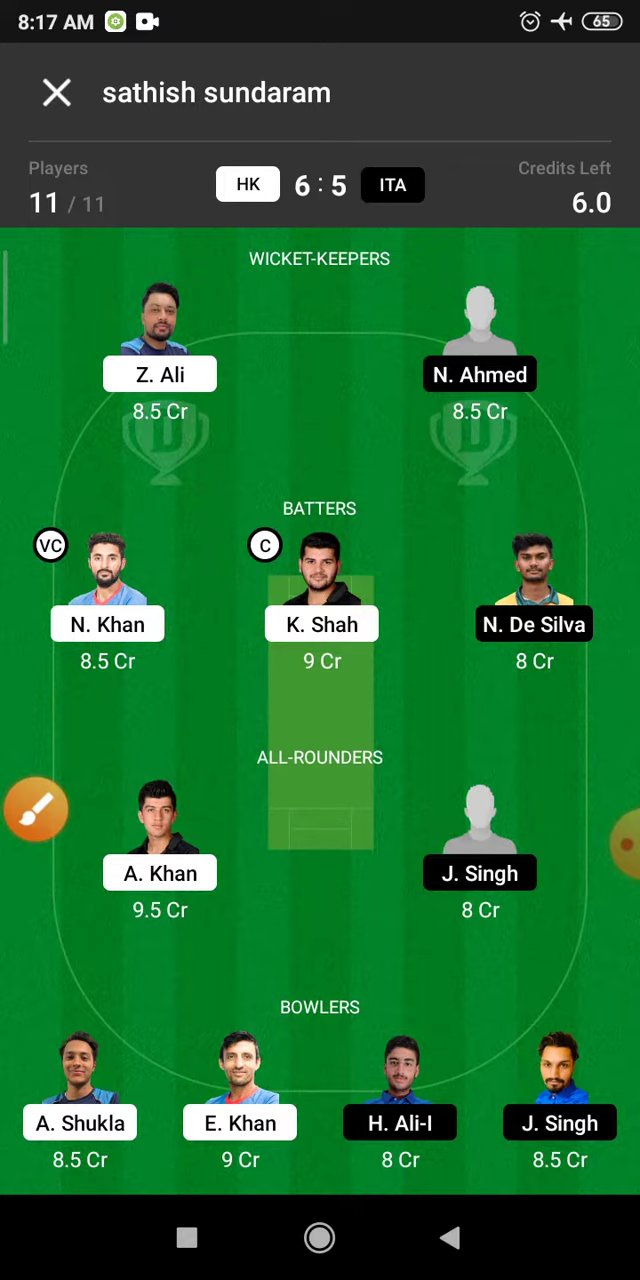 8:17 AM 65
sathish sundaram
Players Credits Left
11 / 11 HK 6 : 5 ITA 6.0
WICKET-KEEPERS
Z. Ali N. Ahmed
8.5 Cr 8.5 Cr
BATTERS
VC C
N. Khan K. Shah N. De Silva
8.5 Cr 9 Cr 8 Cr
ALL-ROUNDERS
A. Khan J. Singh
9.5 Cr 8 Cr
BOWLERS
A. Shukla E. Khan H. Ali-I J. Singh
8.5 Cr 9 Cr 8 Cr 8.5 Cr